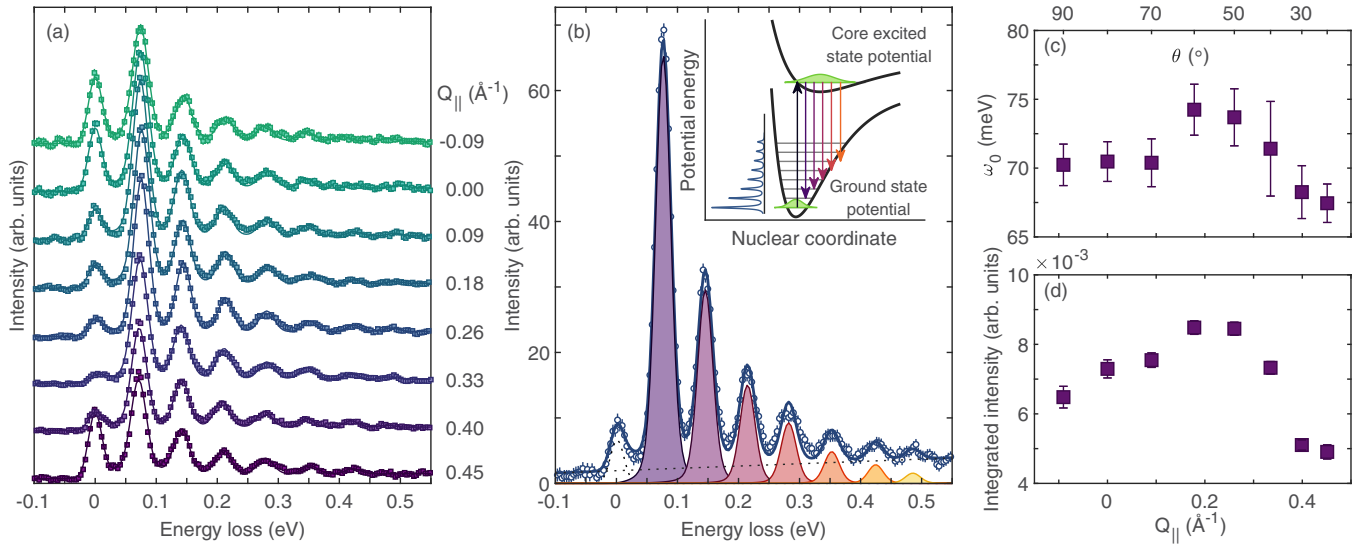 (a)
Q|| (Å⁻¹)
-0.09
0.00
0.09
0.18
0.26
0.33
0.40
0.45
Intensity (arb. units)
-0.1 0 0.1 0.2 0.3 0.4 0.5
Energy loss (eV)
(b)
Intensity (arb. units)
60
40
20
0
-0.1 0 0.1 0.2 0.3 0.4 0.5
Energy loss (eV)
Core excited
state potential
Ground state
potential
Potential energy
Nuclear coordinate
90 70 50 30
(c)
θ (°)
ω₀ (meV)
75
70
65
× 10⁻³
(d)
Integrated intensity (arb. units)
10
8
6
4
0 0.2 0.4
Q|| (Å⁻¹)